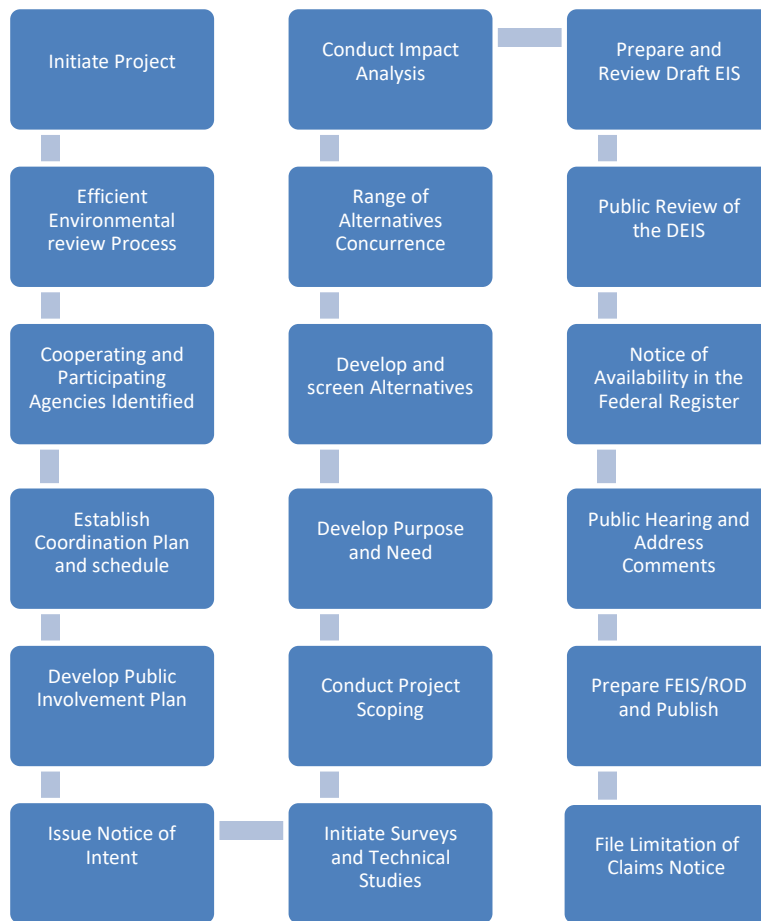 Initiate Project
Efficient
Environmental
review Process
Cooperating and
Participating
Agencies Identified
Establish
Coordination Plan
and schedule
Develop Public
Involvement Plan
Issue Notice of
Intent
Initiate Surveys
and Technical
Studies
Conduct Project
Scoping
Develop Purpose
and Need
Develop and
screen Alternatives
Range of
Alternatives
Concurrence
Conduct Impact
Analysis
Prepare and
Review Draft EIS
Public Review of
the DEIS
Notice of
Availability in the
Federal Register
Public Hearing and
Address
Comments
Prepare FEIS/ROD
and Publish
File Limitation of
Claims Notice